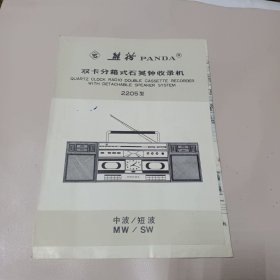 熊猫 PANDA®
双卡分箱式石英钟收录机
QUARTZ CLOCK RADIO DOUBLE CASSETTE RECORDER
WITH DETACHABLE SPEAKER SYSTEM
2205型
中波/短波
MW/SW